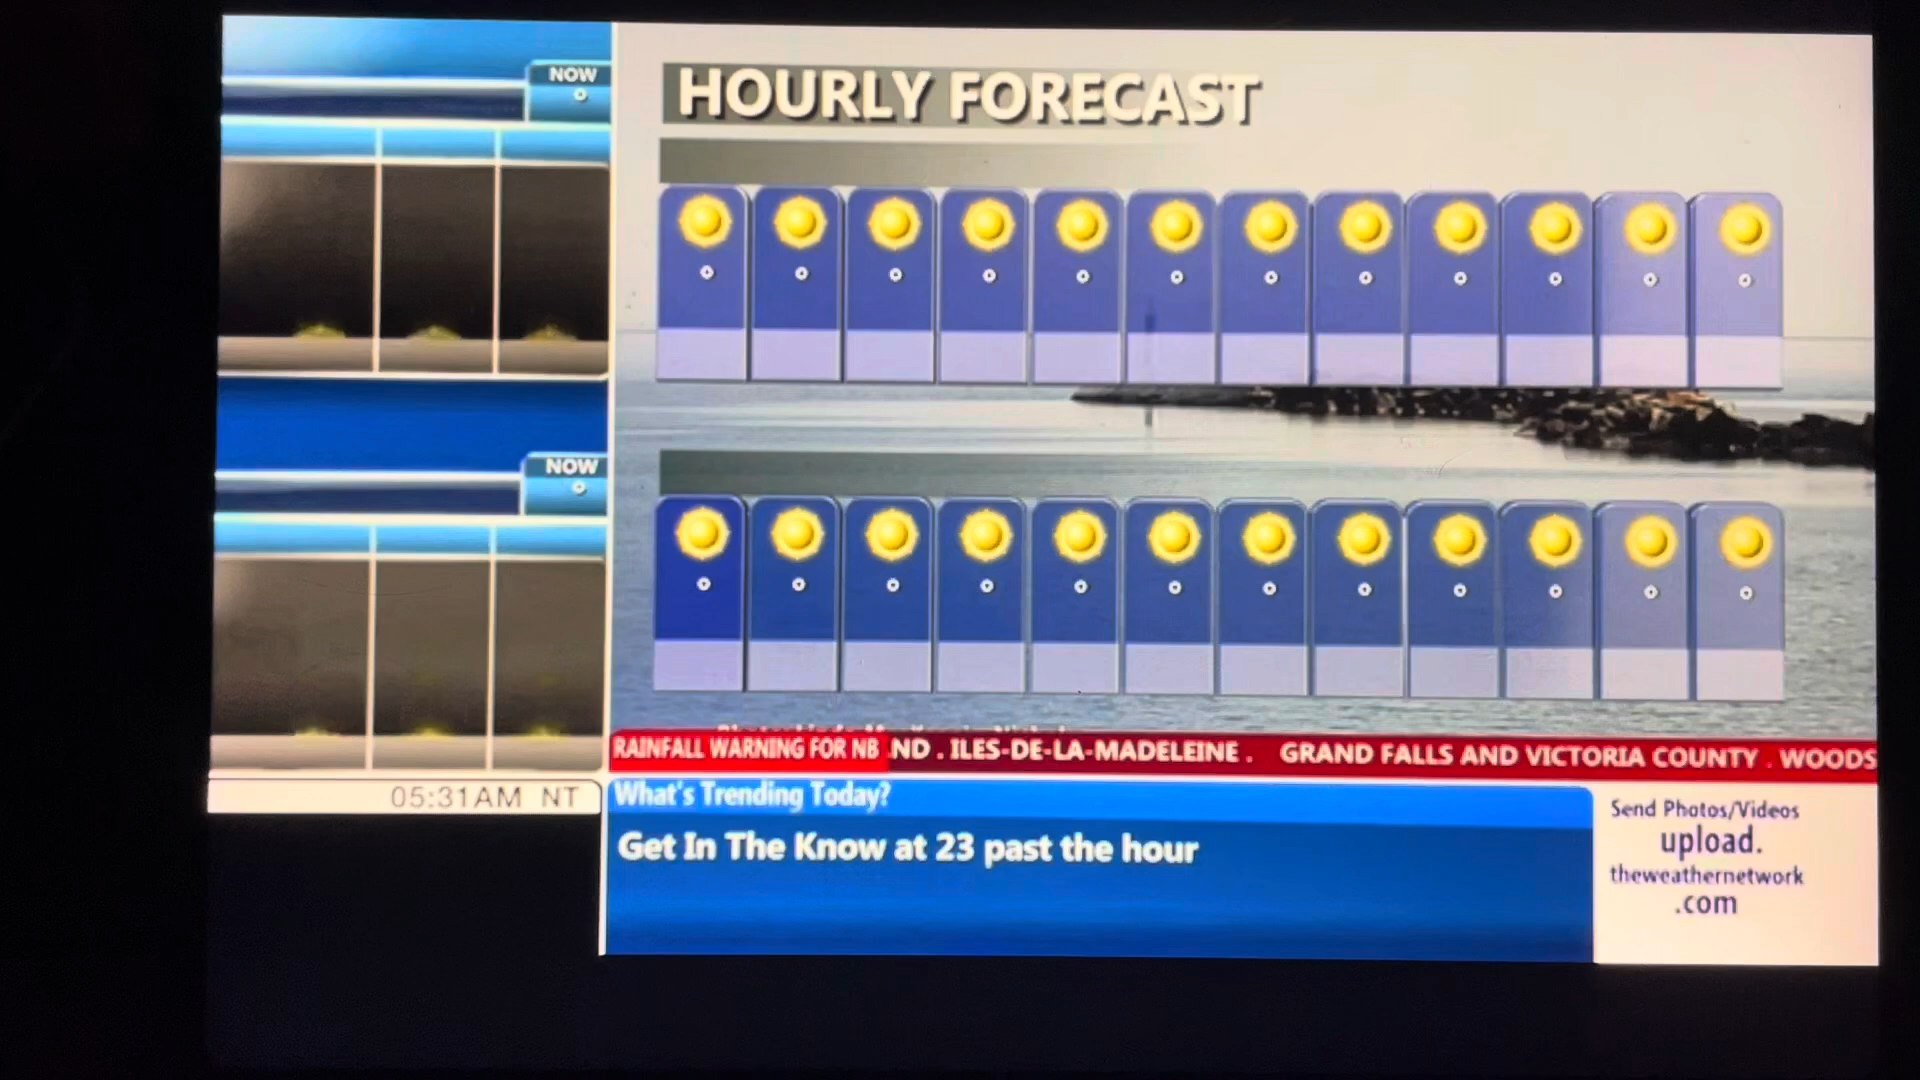 NOW
HOURLY FORECAST
NOW
RAINFALL WARNING FOR NB ND . ILES-DE-LA-MADELEINE . GRAND FALLS AND VICTORIA COUNTY . WOODS
05:31AM NT
What's Trending Today?
Get In The Know at 23 past the hour
Send Photos/Videos
upload.
theweathernetwork
.com